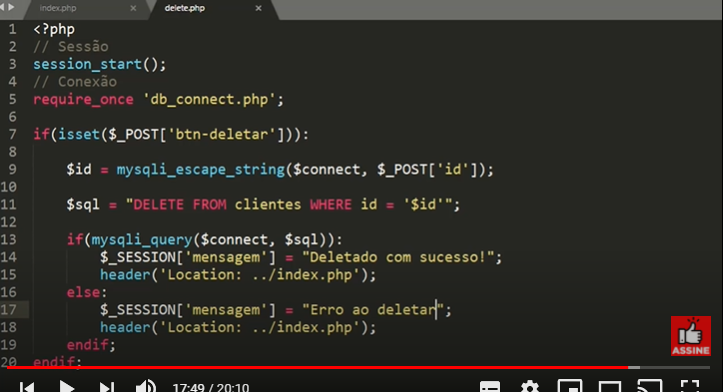 index.php × delete.php ×
1 <?php
2 // Sessão
3 session_start();
4 // Conexão
5 require_once 'db_connect.php';
6
7 if(isset($_POST['btn-deletar'])):
8
9 $id = mysqli_escape_string($connect, $_POST['id']);
10
11 $sql = "DELETE FROM clientes WHERE id = '$id'";
12
13 if(mysqli_query($connect, $sql)):
14 $_SESSION['mensagem'] = "Deletado com sucesso!";
15 header('Location: ../index.php');
16 else:
17 $_SESSION['mensagem'] = "Erro ao deletar";
18 header('Location: ../index.php');
19 endif;
20 endif;
ASSINE
17:49 / 20:10